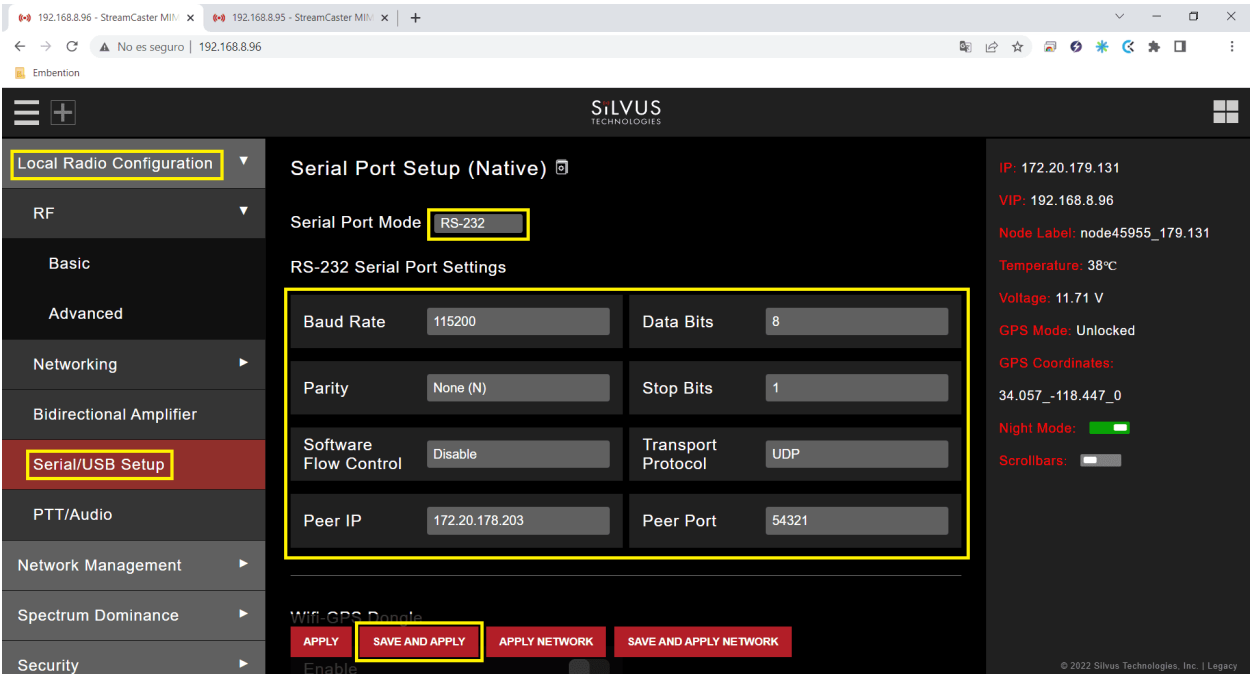 192.168.8.96 - StreamCaster MIM
192.168.8.95 - StreamCaster MIM
No es seguro | 192.168.8.96
Embention
SiLVUS
TECHNOLOGIES
Local Radio Configuration
RF
Basic
Advanced
Networking
Bidirectional Amplifier
Serial/USB Setup
PTT/Audio
Network Management
Spectrum Dominance
Security
Serial Port Setup (Native)
Serial Port Mode RS-232
RS-232 Serial Port Settings
Baud Rate 115200 Data Bits 8
Parity None (N) Stop Bits 1
Software Flow Control Disable Transport Protocol UDP
Peer IP 172.20.178.203 Peer Port 54321
Wifi-GPS Dongle
APPLY SAVE AND APPLY APPLY NETWORK SAVE AND APPLY NETWORK
Enable
IP: 172.20.179.131
VIP: 192.168.8.96
Node Label: node45955_179.131
Temperature: 38°C
Voltage: 11.71 V
GPS Mode: Unlocked
GPS Coordinates:
34.057_-118.447_0
Night Mode:
Scrollbars:
© 2022 Silvus Technologies, Inc. | Legacy